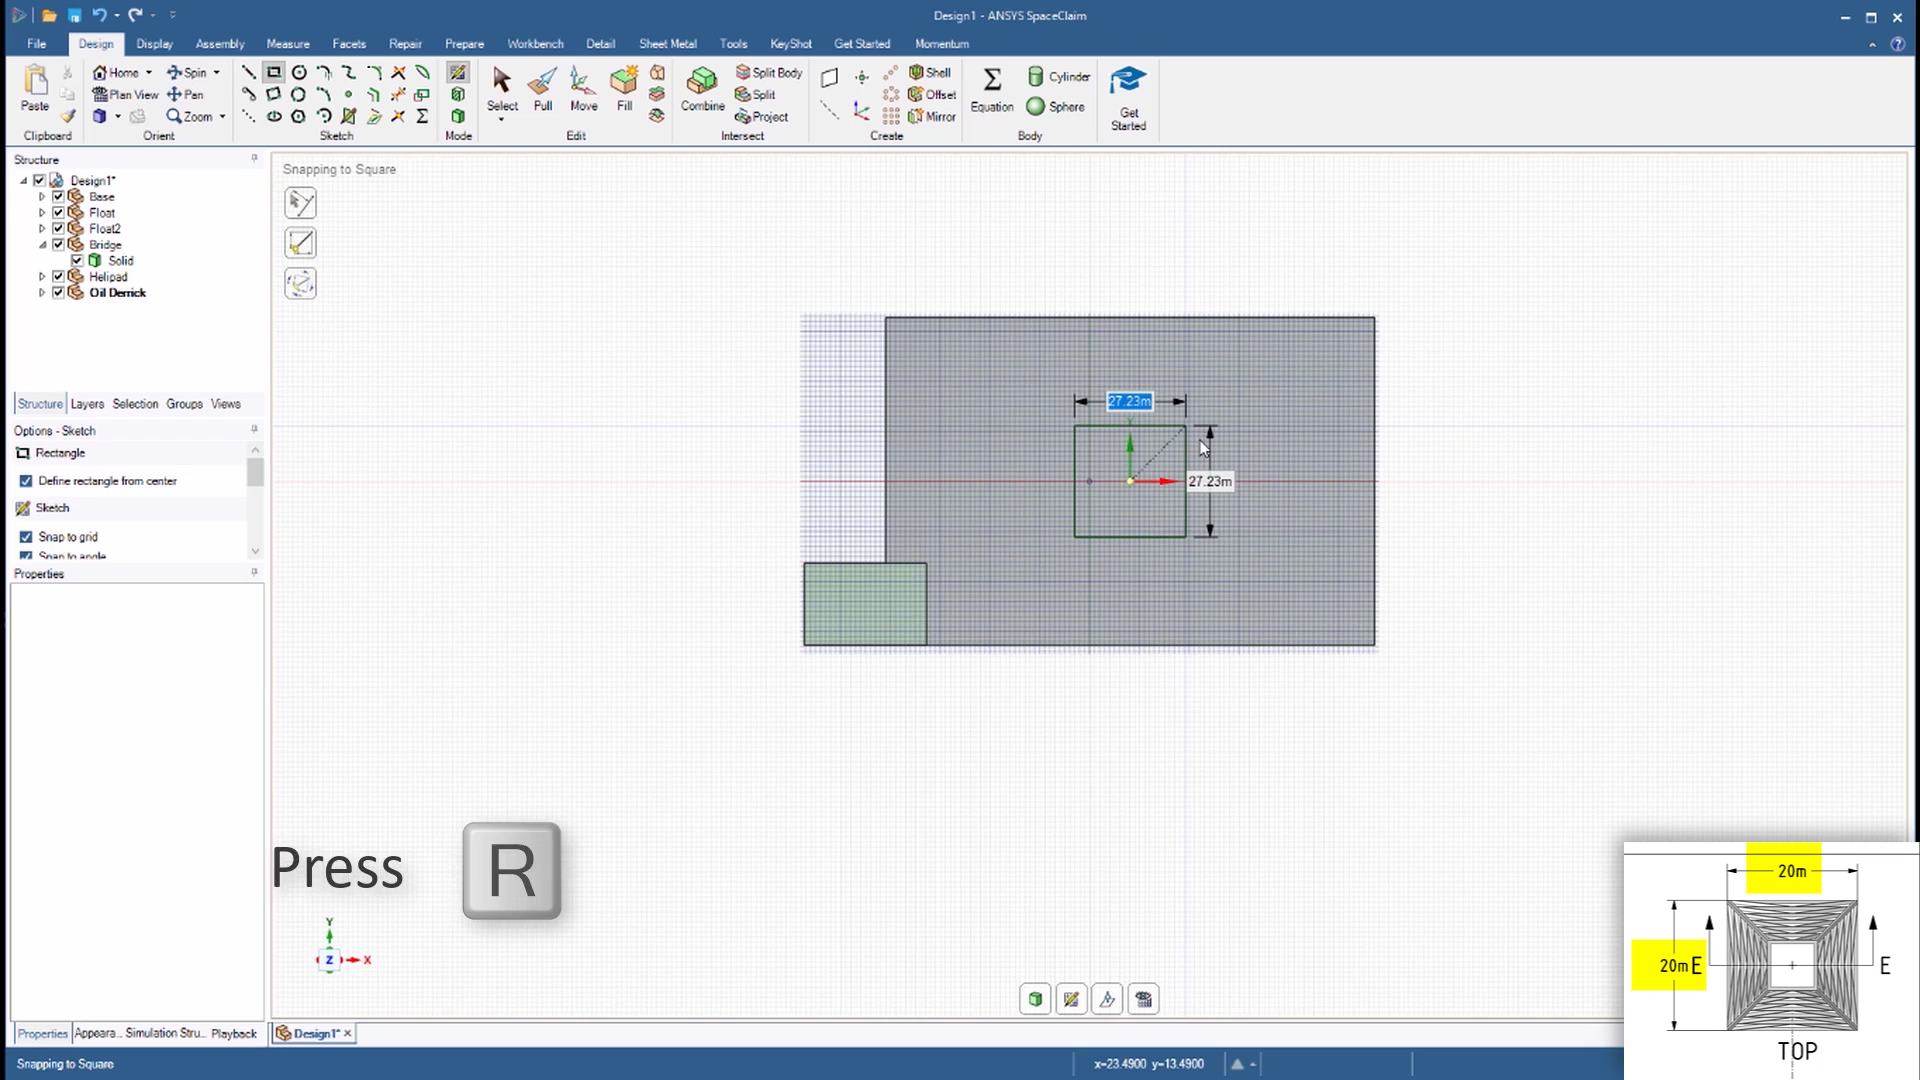 Design1 - ANSYS SpaceClaim
File Design Display Assembly Measure Facets Repair Prepare Workbench Detail Sheet Metal Tools KeyShot Get Started Momentum
Paste
Clipboard
Home Spin
Plan View Pan
Zoom
Orient
Sketch
Mode
Select Pull Move Fill
Edit
Combine
Split Body
Split
Project
Intersect
Shell
Offset
Mirror
Create
Equation
Cylinder
Sphere
Body
Get
Started
Structure
Design1*
Base
Float
Float2
Bridge
Solid
Helipad
Oil Derrick
Structure Layers Selection Groups Views
Options - Sketch
Rectangle
Define rectangle from center
Sketch
Snap to grid
Snap to angle
Properties
Properties Appeara... Simulation Stru... Playback
Snapping to Square
27.23m
27.23m
Press R
Y
Z X
Design1*
Snapping to Square
x=23.4900 y=13.4900
20m
20m E E
TOP